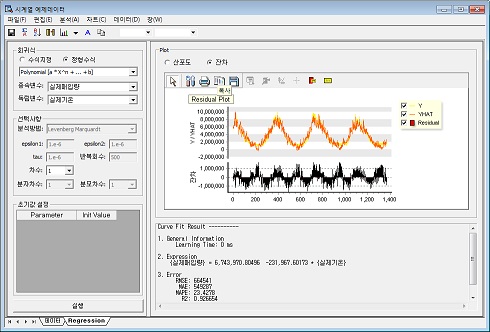 시계열 예제데이터
파일(F) 편집(E) 분석(A) 차트(C) 데이터(D) 창(W)
회귀식
수식지정 정형수식
Polynomial [a * X^n + ... + b]
종속변수: 실제폐입량
독립변수: 실제기온
선택사항
분석방법: Levenberg Marquardt
epsilon1: 1.e-6 epsilon2: 1.e-6
tau: 1.e-6 반복회수: 500
차수: 1
분자차수: 1 분모차수: 1
초기값 설정
Parameter Init Value
실행
데이터 Regression
Plot
산포도 잔차
복사
Residual Plot
Y / YHAT
10,000,000
8,000,000
6,000,000
4,000,000
2,000,000
0
-2,000,000
Y
YHAT
Residual
잔차
1,000,000
0
-1,000,000
0 200 400 600 800 1,000 1,200 1,400
Curve Fit Result ----------
1. General Information
Learning Time: 0 ms
2. Expression
{실제폐입량} = 6,743,970.80496 -231,967.60173 * {실제기온}
3. Error
RMSE: 664541
MAE: 549287
MAPE: 23.4278
R2: 0.926654